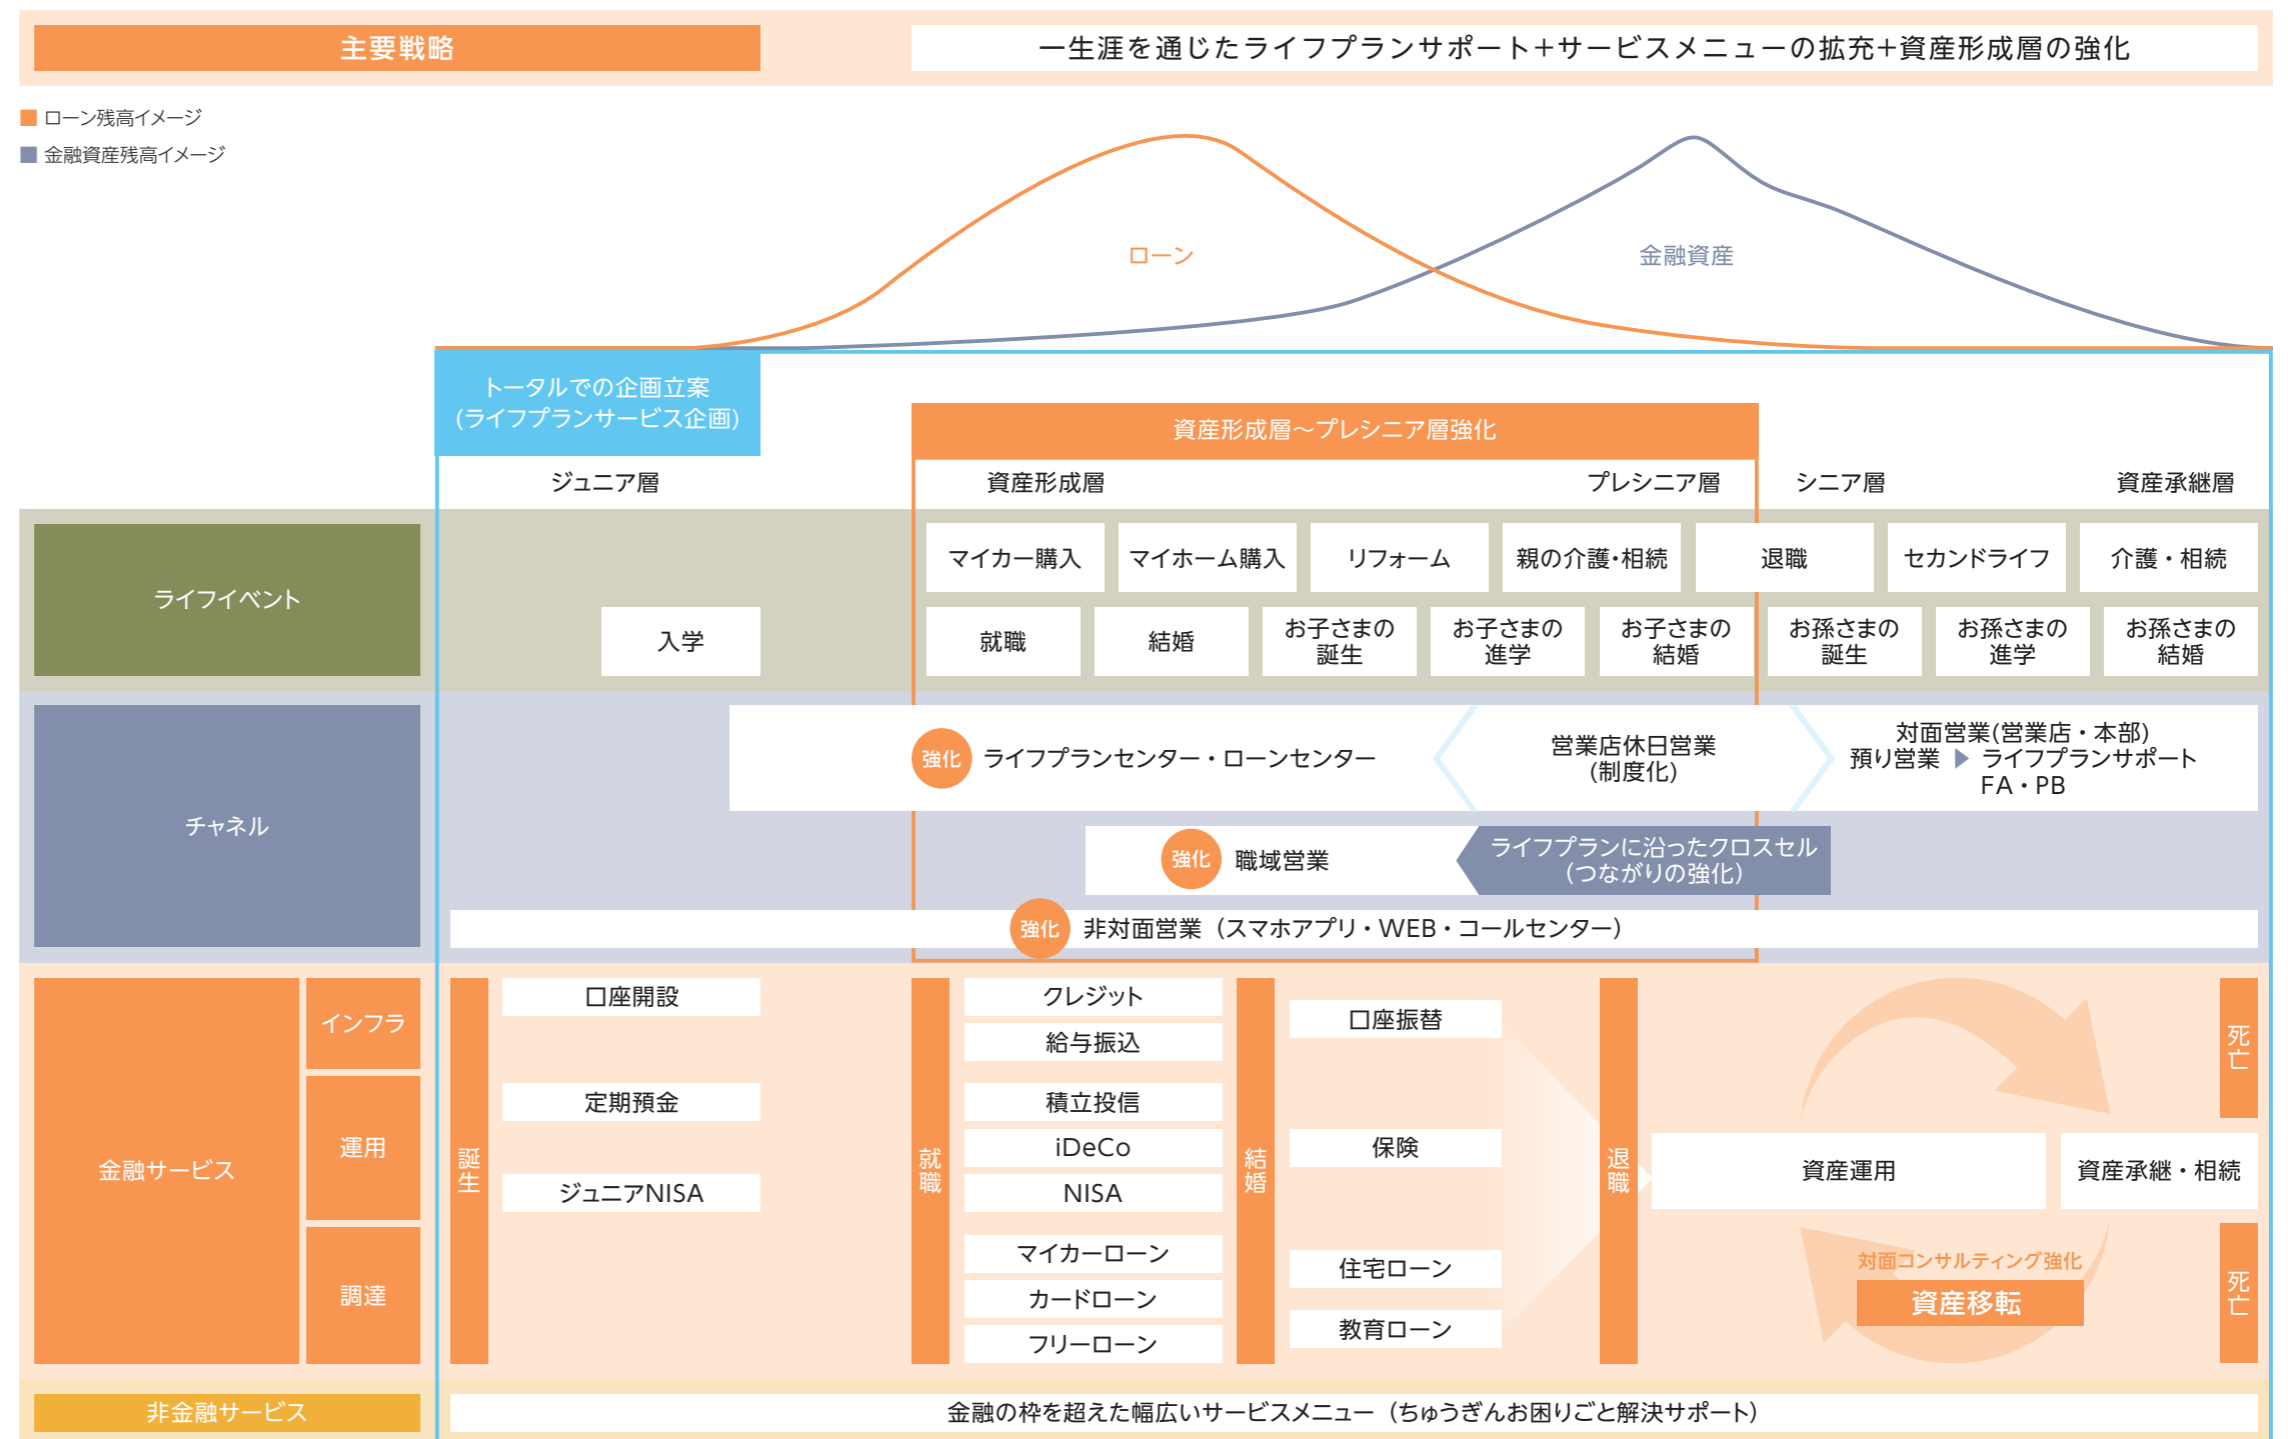 主要戦略
一生涯を通じたライフプランサポート+サービスメニューの拡充+資産形成層の強化
ローン残高イメージ
金融資産残高イメージ
ローン
金融資産
トータルでの企画立案
(ライフプランサービス企画)
資産形成層～プレシニア層強化
ジュニア層
資産形成層
プレシニア層
シニア層
資産承継層
ライフイベント
マイカー購入
マイホーム購入
リフォーム
親の介護・相続
退職
セカンドライフ
介護・相続
入学
就職
結婚
お子さまの
誕生
お子さまの
進学
お子さまの
結婚
お孫さまの
誕生
お孫さまの
進学
お孫さまの
結婚
チャネル
強化
ライフプランセンター・ローンセンター
営業店休日営業
(制度化)
対面営業(営業店・本部)
預り営業 ▶ ライフプランサポート
FA・PB
強化
職域営業
ライフプランに沿ったクロスセル
(つながりの強化)
強化
非対面営業(スマホアプリ・WEB・コールセンター)
金融サービス
インフラ
運用
調達
誕生
口座開設
定期預金
ジュニアNISA
就職
クレジット
給与振込
積立投信
iDeCo
NISA
マイカーローン
カードローン
フリーローン
結婚
口座振替
保険
住宅ローン
教育ローン
退職
資産運用
資産承継・相続
対面コンサルティング強化
資産移転
死亡
死亡
非金融サービス
金融の枠を超えた幅広いサービスメニュー(ちゅうぎんお困りごと解決サポート)